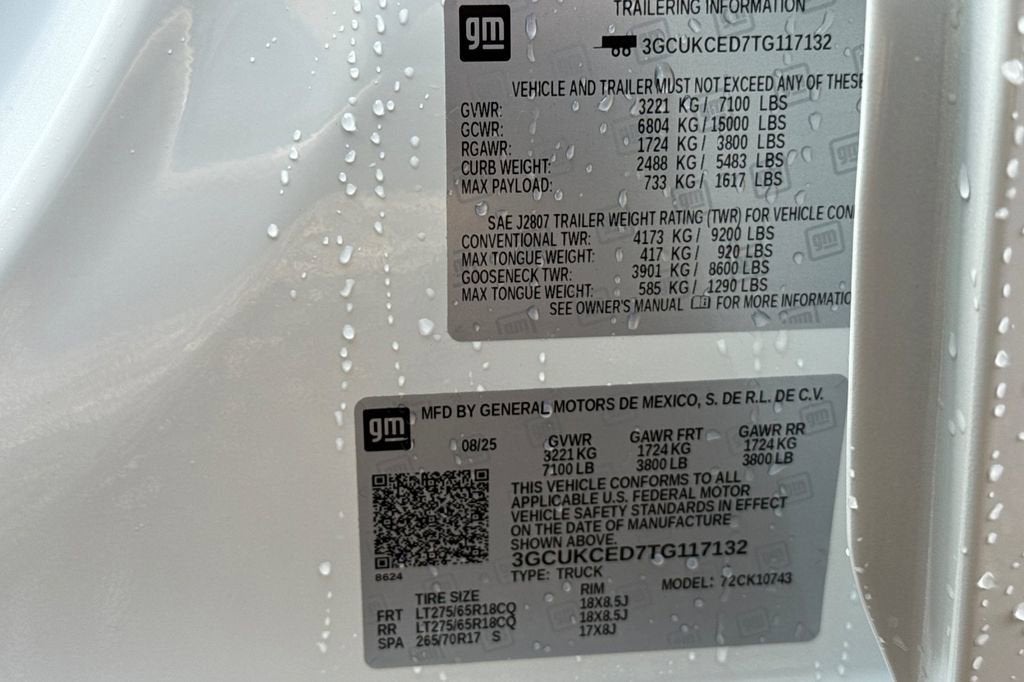 gm
TRAILERING INFORMATION
3GCUKCED7TG117132
VEHICLE AND TRAILER MUST NOT EXCEED ANY OF THESE
GVWR: 3221 KG / 7100 LBS
GCWR: 6804 KG / 15000 LBS
RGAWR: 1724 KG / 3800 LBS
CURB WEIGHT: 2488 KG / 5483 LBS
MAX PAYLOAD: 733 KG / 1617 LBS
SAE J2807 TRAILER WEIGHT RATING (TWR) FOR VEHICLE CON
CONVENTIONAL TWR: 4173 KG / 9200 LBS
MAX TONGUE WEIGHT: 417 KG / 920 LBS
GOOSENECK TWR: 3901 KG / 8600 LBS
MAX TONGUE WEIGHT: 585 KG / 1290 LBS
SEE OWNER'S MANUAL FOR MORE INFORMATIO
gm
MFD BY GENERAL MOTORS DE MEXICO, S. DE R.L. DE C.V.
08/25 GVWR GAWR FRT GAWR RR
3221 KG 1724 KG 1724 KG
7100 LB 3800 LB 3800 LB
THIS VEHICLE CONFORMS TO ALL
APPLICABLE U.S. FEDERAL MOTOR
VEHICLE SAFETY STANDARDS IN EFFECT
ON THE DATE OF MANUFACTURE
SHOWN ABOVE.
3GCUKCED7TG117132
8624
TYPE: TRUCK MODEL: 72CK10743
TIRE SIZE RIM
FRT LT275/65R18CQ 18X8.5J
RR LT275/65R18CQ 18X8.5J
SPA 265/70R17 S 17X8J